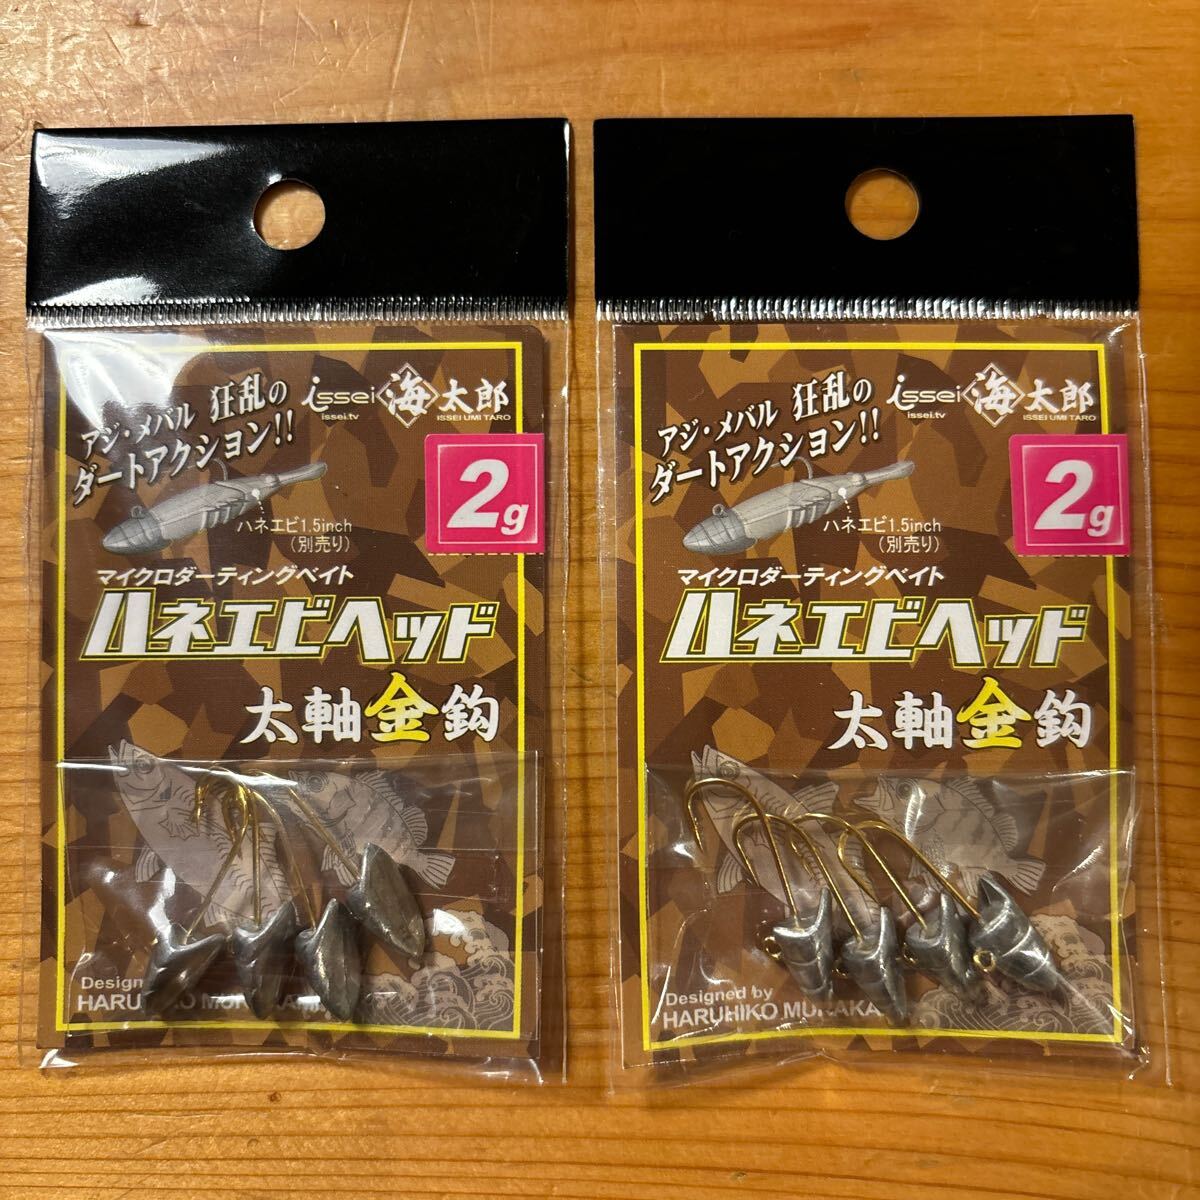 アジ・メバル 狂乱の
ダートアクション!!
issei
issei.tv
海太郎
ISSEI UMI TARO
2g
ハネエビ1.5inch
(別売り)
マイクロダーティングベイト
ハネエビヘッド
太軸金鈎
Designed
HARUHIKO MURAKAMI
アジ・メバル 狂乱の
ダートアクション!!
issei
issei.tv
海太郎
ISSEI UMI TARO
2g
ハネエビ1.5inch
(別売り)
マイクロダーティングベイト
ハネエビヘッド
太軸金鈎
Designed by
HARUHIKO MURAKA